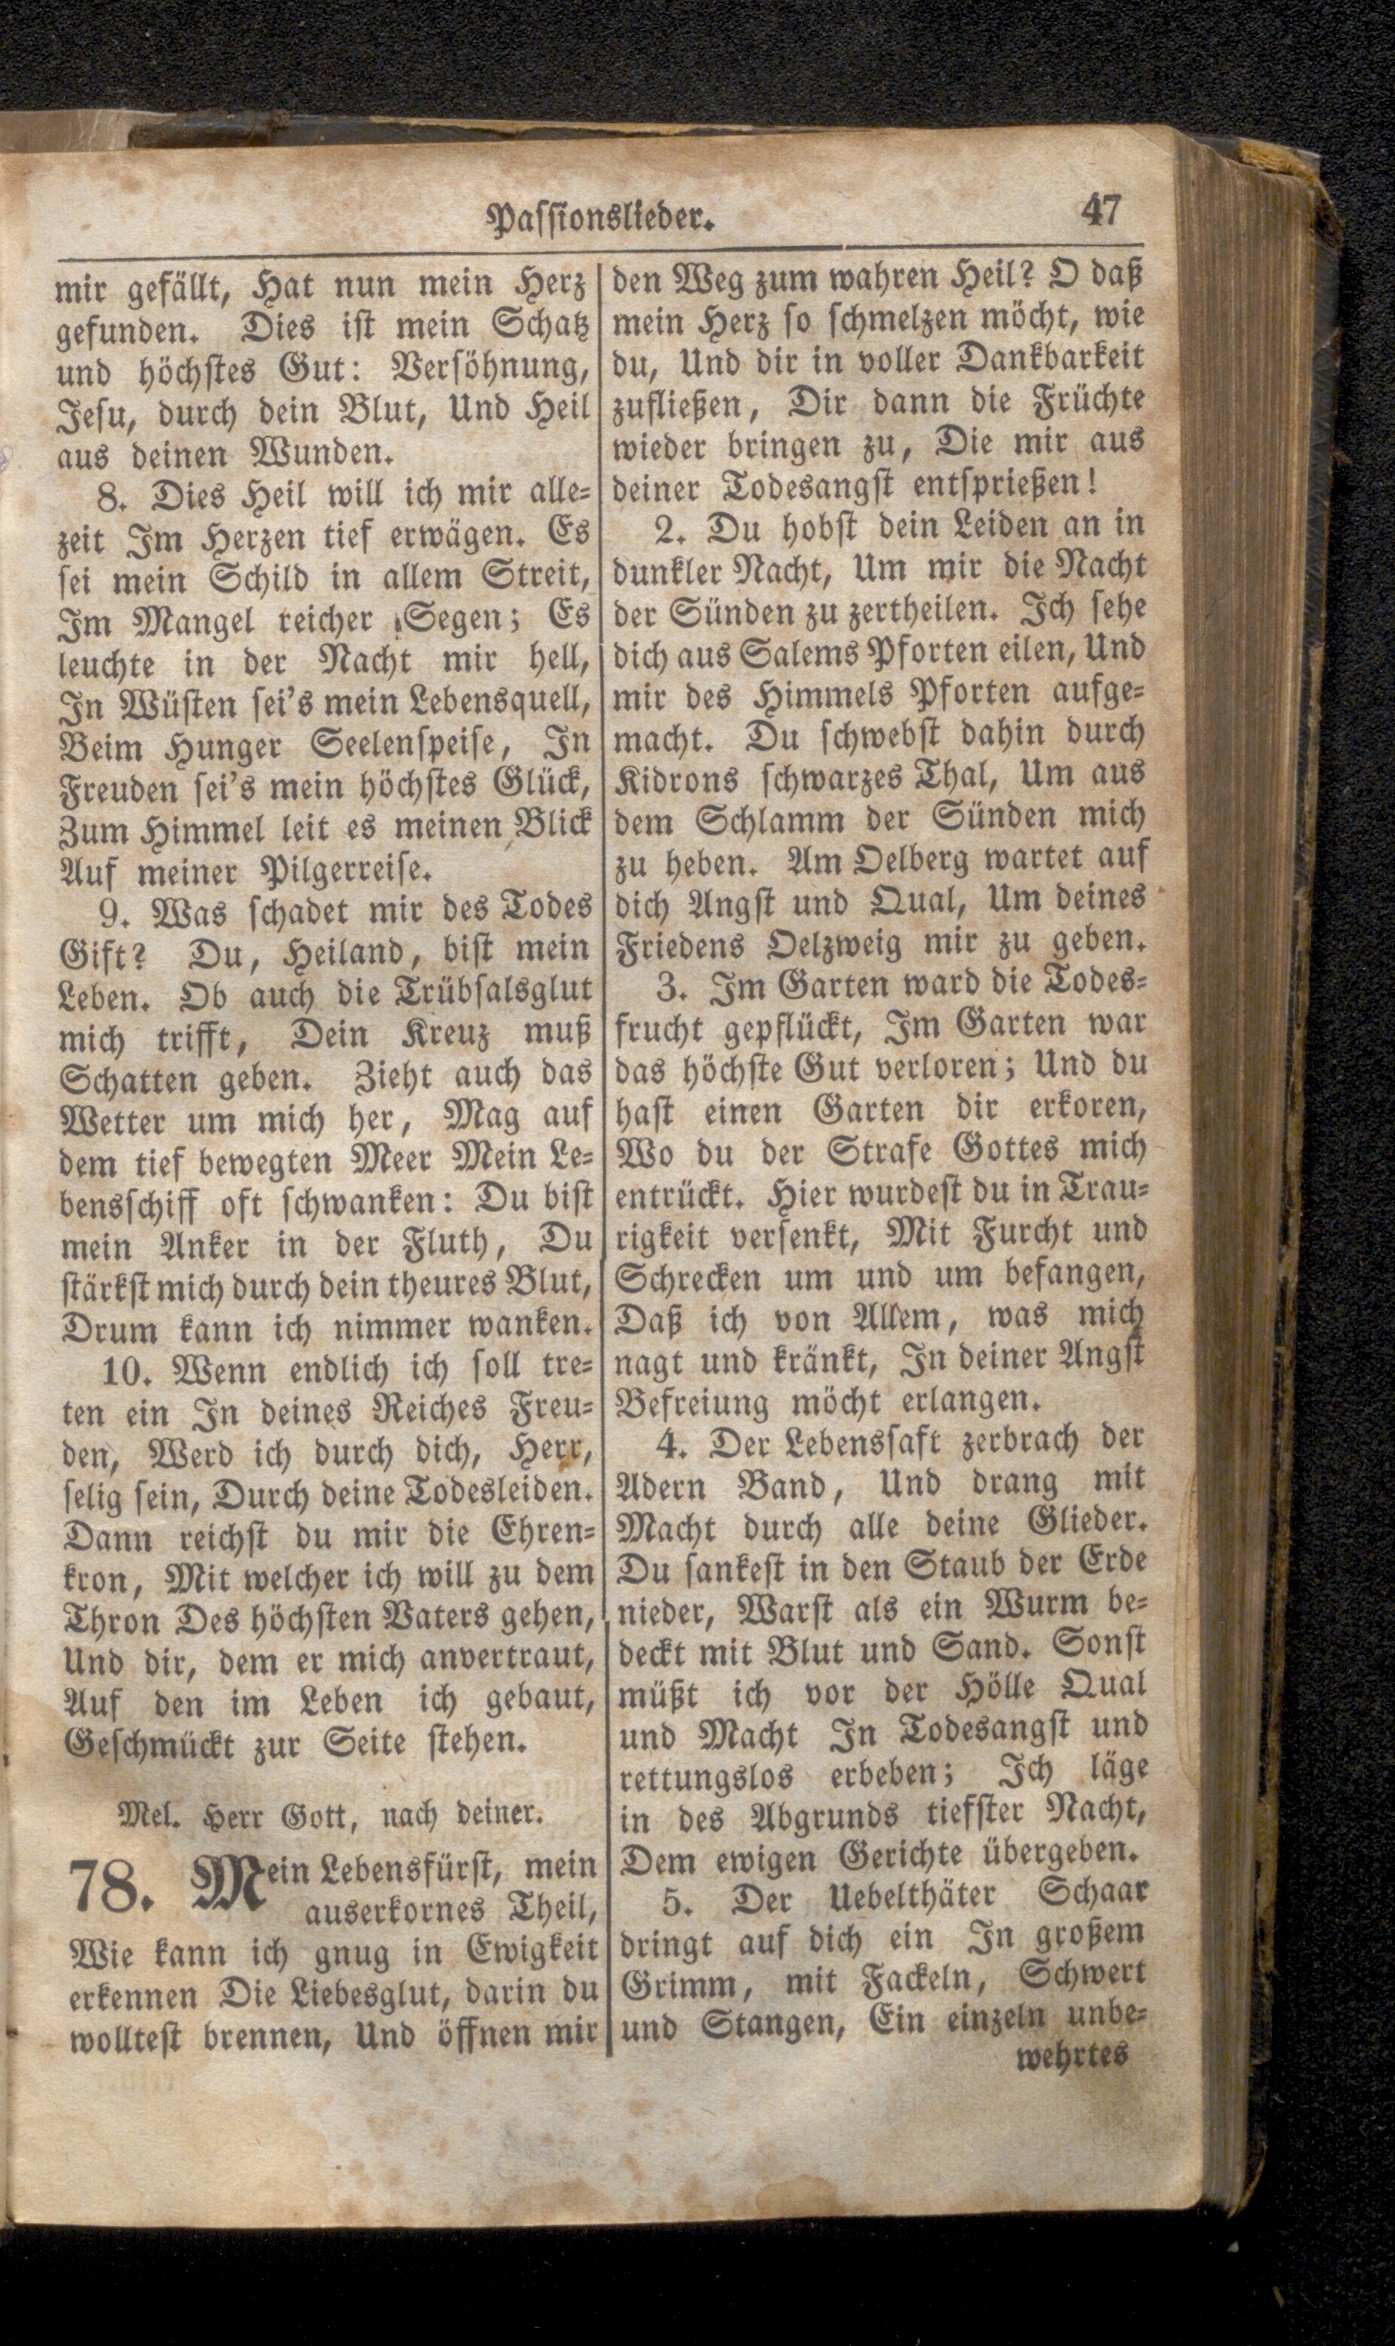 Passionslieder. 47
mir gefällt, Hat nun mein Herz
gefunden. Dies ist mein Schatz
und höchstes Gut: Versöhnung,
Jesu, durch dein Blut, Und Heil
aus deinen Wunden.
8. Dies Heil will ich mir alle-
zeit Im Herzen tief erwägen. Es
sei mein Schild in allem Streit,
Im Mangel reicher Segen; Es
leuchte in der Nacht mir hell,
In Wüsten sei's mein Lebensquell,
Beim Hunger Seelenspeise, In
Freuden sei's mein höchstes Glück,
Zum Himmel leit es meinen Blick
Auf meiner Pilgerreise.
9. Was schadet mir des Todes
Gift? Du, Heiland, bist mein
Leben. Ob auch die Trübsalsglut
mich trifft, Dein Kreuz muß
Schatten geben. Zieht auch das
Wetter um mich her, Mag auf
dem tief bewegten Meer Mein Le-
bensschiff oft schwanken: Du bist
mein Anker in der Fluth, Du
stärkst mich durch dein theures Blut,
Drum kann ich nimmer wanken.
10. Wenn endlich ich soll tre-
ten ein In deines Reiches Freu-
den, Werd ich durch dich, Herr,
selig sein, Durch deine Todesleiden.
Dann reichst du mir die Ehren-
kron, Mit welcher ich will zu dem
Thron Des höchsten Vaters gehen,
Und dir, dem er mich anvertraut,
Auf den im Leben ich gebaut,
Geschmückt zur Seite stehen.
Mel. Herr Gott, nach deiner.
78. Mein Lebensfürst, mein
auserkornes Theil,
Wie kann ich gnug in Ewigkeit
erkennen Die Liebesglut, darin du
wolltest brennen, Und öffnen mir
den Weg zum wahren Heil? O daß
mein Herz so schmelzen möcht, wie
du, Und dir in voller Dankbarkeit
zufließen, Dir dann die Früchte
wieder bringen zu, Die mir aus
deiner Todesangst entsprießen!
2. Du hobst dein Leiden an in
dunkler Nacht, Um mir die Nacht
der Sünden zu zertheilen. Ich sehe
dich aus Salems Pforten eilen, Und
mir des Himmels Pforten aufge-
macht. Du schwebst dahin durch
Kidrons schwarzes Thal, Um aus
dem Schlamm der Sünden mich
zu heben. Am Oelberg wartet auf
dich Angst und Qual, Um deines
Friedens Oelzweig mir zu geben.
3. Im Garten ward die Todes-
frucht gepflückt, Im Garten war
das höchste Gut verloren; Und du
hast einen Garten dir erkoren,
Wo du der Strafe Gottes mich
entrückt. Hier wurdest du in Trau-
rigkeit versenkt, Mit Furcht und
Schrecken um und um befangen,
Daß ich von Allem, was mich
nagt und kränkt, In deiner Angst
Befreiung möcht erlangen.
4. Der Lebenssaft zerbrach der
Adern Band, Und drang mit
Macht durch alle deine Glieder.
Du sankest in den Staub der Erde
nieder, Warst als ein Wurm be-
deckt mit Blut und Sand. Sonst
müßt ich vor der Hölle Qual
und Macht In Todesangst und
rettungslos erbeben; Ich läge
in des Abgrunds tiefster Nacht,
Dem ewigen Gerichte übergeben.
5. Der Uebelthäter Schaar
dringt auf dich ein In großem
Grimm, mit Fackeln, Schwert
und Stangen, Ein einzeln unbe-
wehrtes